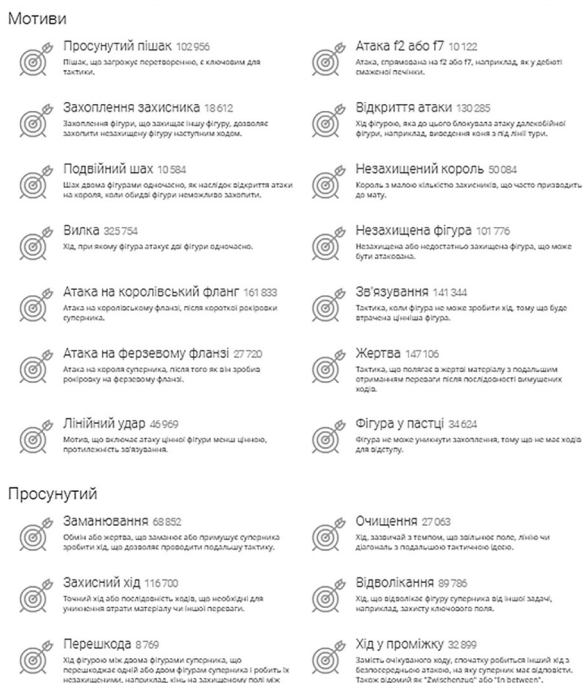 Мотиви
Просунутий пішак 102 956
Пішак, що загрожує перетворенню, є ключовим для
тактики.
Атака f2 або f7 10 122
Атака, спрямована на f2 або f7, наприклад, як у дебюті
смаженої печінки.
Захоплення захисника 18 612
Захоплення фігури, що захищає іншу фігуру, дозволяє
захопити незахищену фігуру наступним ходом.
Відкриття атаки 130 285
Хід фігурою, яка до цього блокувала атаку далекобійної
фігури, наприклад, виведення коня з під лінії тури.
Подвійний шах 10 584
Шах двома фігурами одночасно, як наслідок відкриття атаки
на короля, коли обидві фігури неможливо захопити.
Незахищений король 50 084
Король з малою кількістю захисників, що часто призводить
до мату.
Вилка 325 754
Хід, при якому фігура атакує дві фігури одночасно.
Незахищена фігура 101 776
Незахищена або недостатньо захищена фігура, що може
бути атакована.
Атака на королівський фланг 161 833
Атака на королівському фланзі, після короткої рокіровки
суперника.
Зв'язування 141 344
Тактика, коли фігура не може зробити хід, тому що буде
втрачена цінніша фігура.
Атака на ферзевому фланзі 27 720
Атака на короля суперника, після того як він зробив
рокіровку на ферзевому фланзі.
Жертва 147 106
Тактика, що полягає в жертві матеріалу з подальшим
отриманням переваги після послідовності вимушених
ходів.
Лінійний удар 46 969
Мотив, що включає атаку цінної фігури менш цінною,
протилежність зв'язування.
Фігура у пастці 34 624
Фігура не може уникнути захоплення, тому що не має ходів
для відступу.
Просунутий
Заманювання 68 852
Обмін або жертва, що заманює або примушує суперника
зробити хід, що дозволяє проводити подальшу тактику.
Очищення 27 063
Хід, зазвичай з темпом, що звільнює поле, лінію чи
діагональ з подальшою тактичною ідеєю.
Захисний хід 116 700
Точний хід або послідовність ходів, що необхідні для
уникнення втрати матеріалу чи іншої переваги.
Відволікання 89 786
Хід, що відволікає фігуру суперника від іншої задачі,
наприклад, захисту ключового поля.
Перешкода 8 769
Хід фігурою між двома фігурами суперника, що
перешкоджає одній або двом фігурам суперника і робить їх
незахищеними, наприклад, кінь на захищеному полі між
Хід у проміжку 32 899
Замість очікуваного ходу, спочатку робиться інший хід з
безпосередньою атакою, на яку суперник має відповісти.
Також відомий як "Zwischenzug" або "In between".